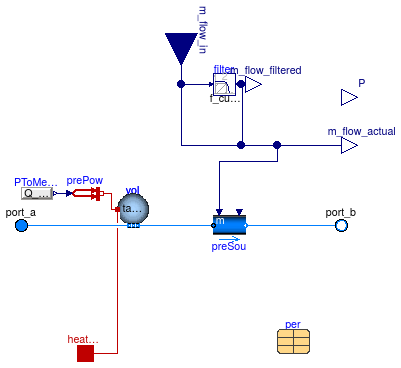 m_flow_in
filter
m_flow_filtered
f_cu...
P
m_flow_actual
PToMe...
prePow
vol
Q_...
ta...
port_a
port_b
m
preSou
per
heat...